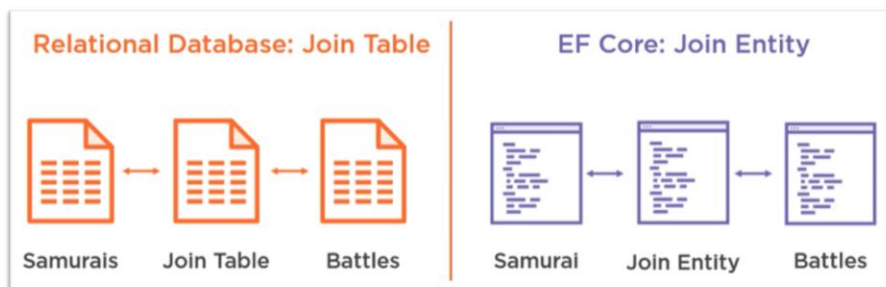 Relational Database: Join Table
EF Core: Join Entity
Samurais
Join Table
Battles
Samurai
Join Entity
Battles